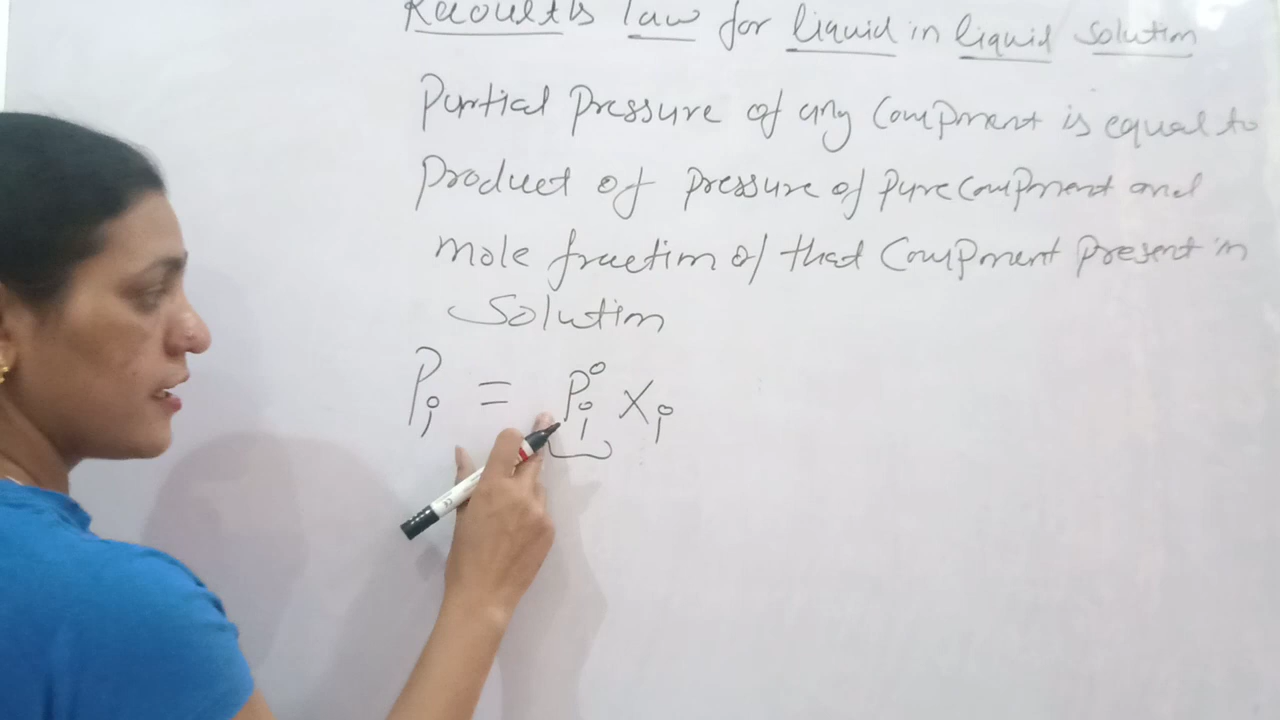 Raoult's law for liquid in liquid solution
Partial pressure of any component is equal to
product of pressure of pure component and
mole fraction of that component present in
solution
Pᵢ = Pᵢ⁰ Xᵢ